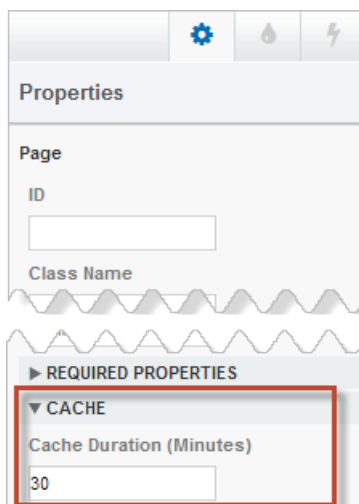 Properties
Page
ID
Class Name
▶ REQUIRED PROPERTIES
▼ CACHE
Cache Duration (Minutes)
30